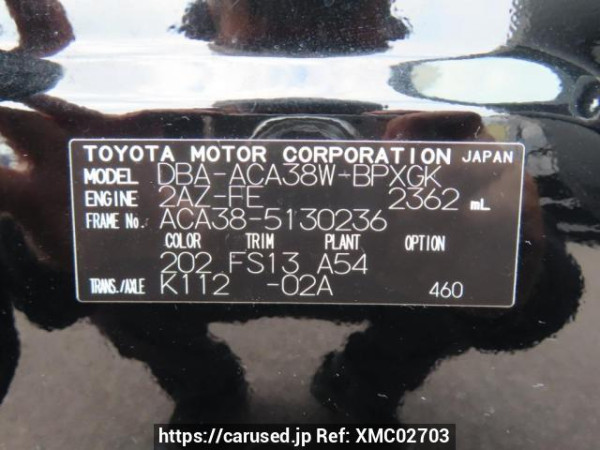 TOYOTA MOTOR CORPORATION JAPAN
MODEL DBA-ACA38W-BPXGK
ENGINE 2AZ-FE 2362 mL
FRAME No. ACA38-5130236
COLOR TRIM PLANT OPTION
202 FS13 A54
TRANS./AXLE K112 -02A 460
https://carused.jp Ref: XMC02703